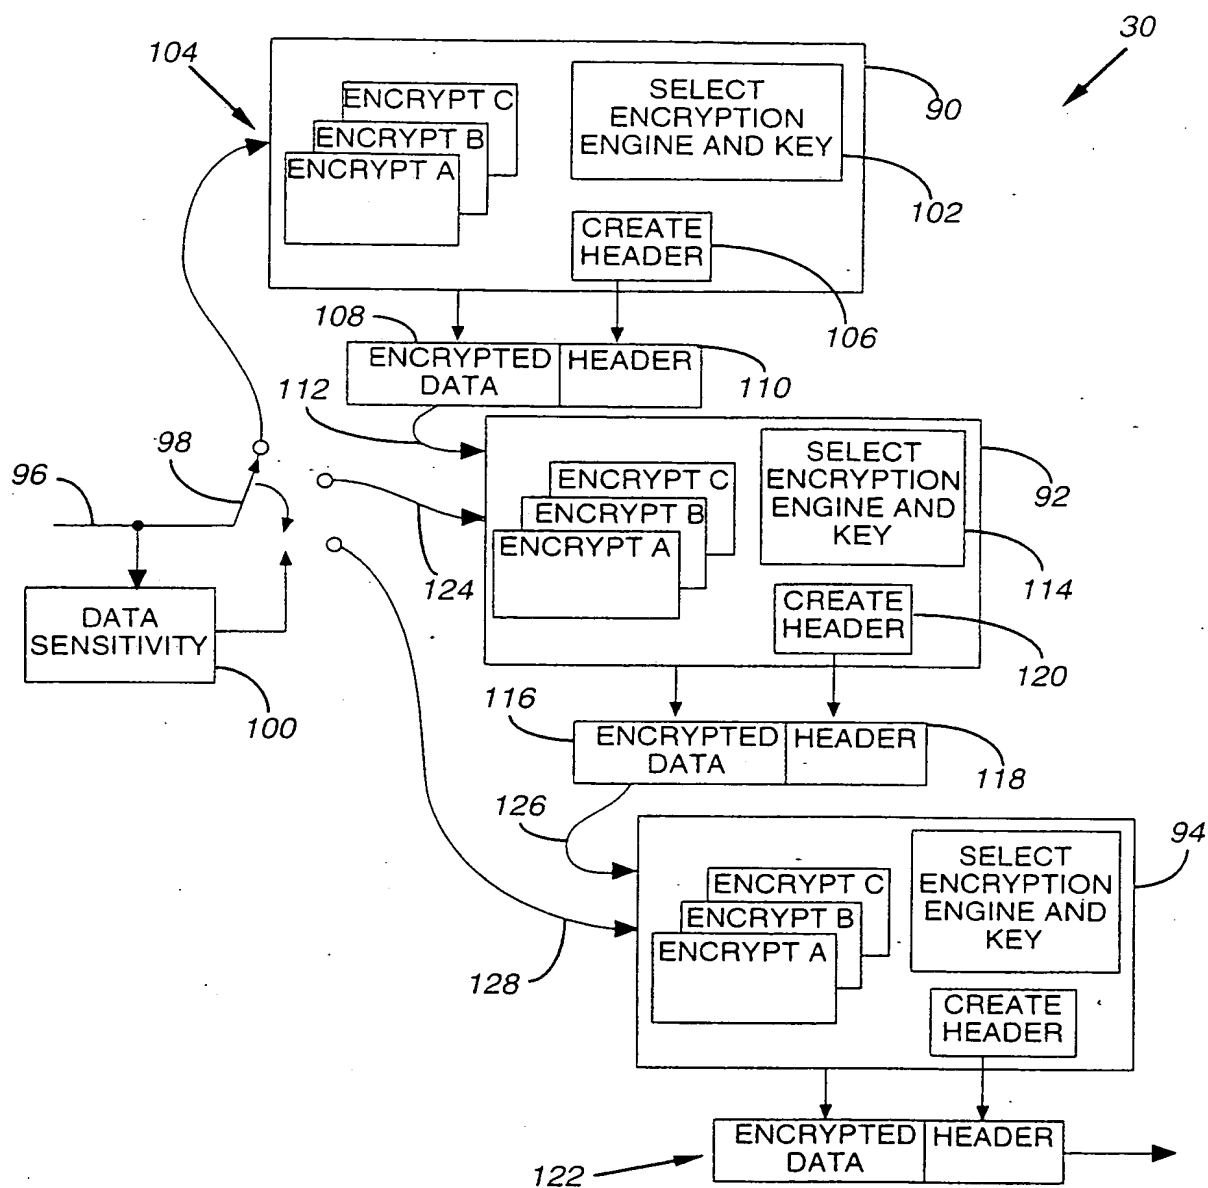 30
104
ENCRYPT C
ENCRYPT B
ENCRYPT A
SELECT
ENCRYPTION
ENGINE AND KEY
90
102
CREATE
HEADER
106
108
ENCRYPTED
DATA
HEADER
110
112
98
96
124
DATA
SENSITIVITY
100
ENCRYPT C
ENCRYPT B
ENCRYPT A
SELECT
ENCRYPTION
ENGINE AND
KEY
92
114
CREATE
HEADER
120
116
ENCRYPTED
DATA
HEADER
118
126
128
ENCRYPT C
ENCRYPT B
ENCRYPT A
SELECT
ENCRYPTION
ENGINE AND
KEY
94
CREATE
HEADER
ENCRYPTED
DATA
HEADER
122